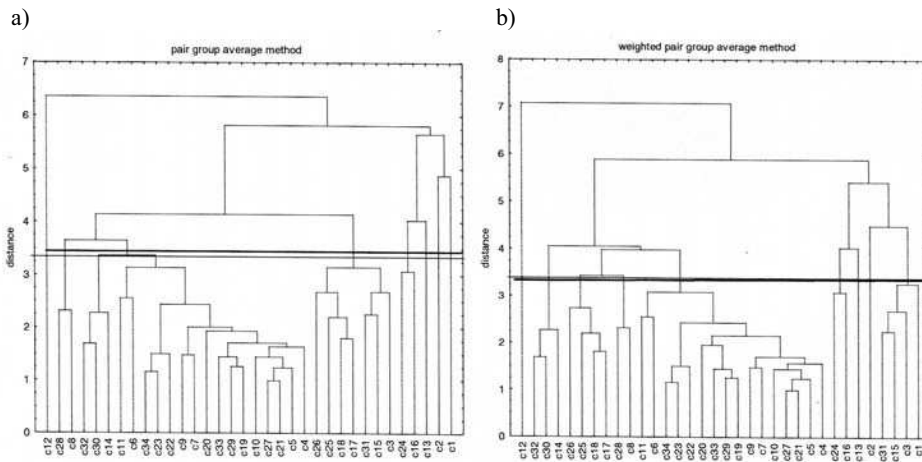 a)
pair group average method
7
6
5
4
3
2
1
0
distance
c12 c28 c8 c32 c30 c14 c11 c6 c34 c23 c22 c9 c7 c20 c33 c29 c19 c10 c27 c21 c5 c4 c26 c25 c18 c17 c31 c15 c3 c24 c16 c13 c2 c1
b)
weighted pair group average method
8
7
6
5
4
3
2
1
0
distance
c12 c32 c30 c14 c26 c25 c18 c17 c28 c8 c11 c6 c34 c23 c22 c20 c33 c29 c19 c9 c7 c10 c27 c21 c5 c4 c24 c16 c13 c2 c31 c15 c3 c1